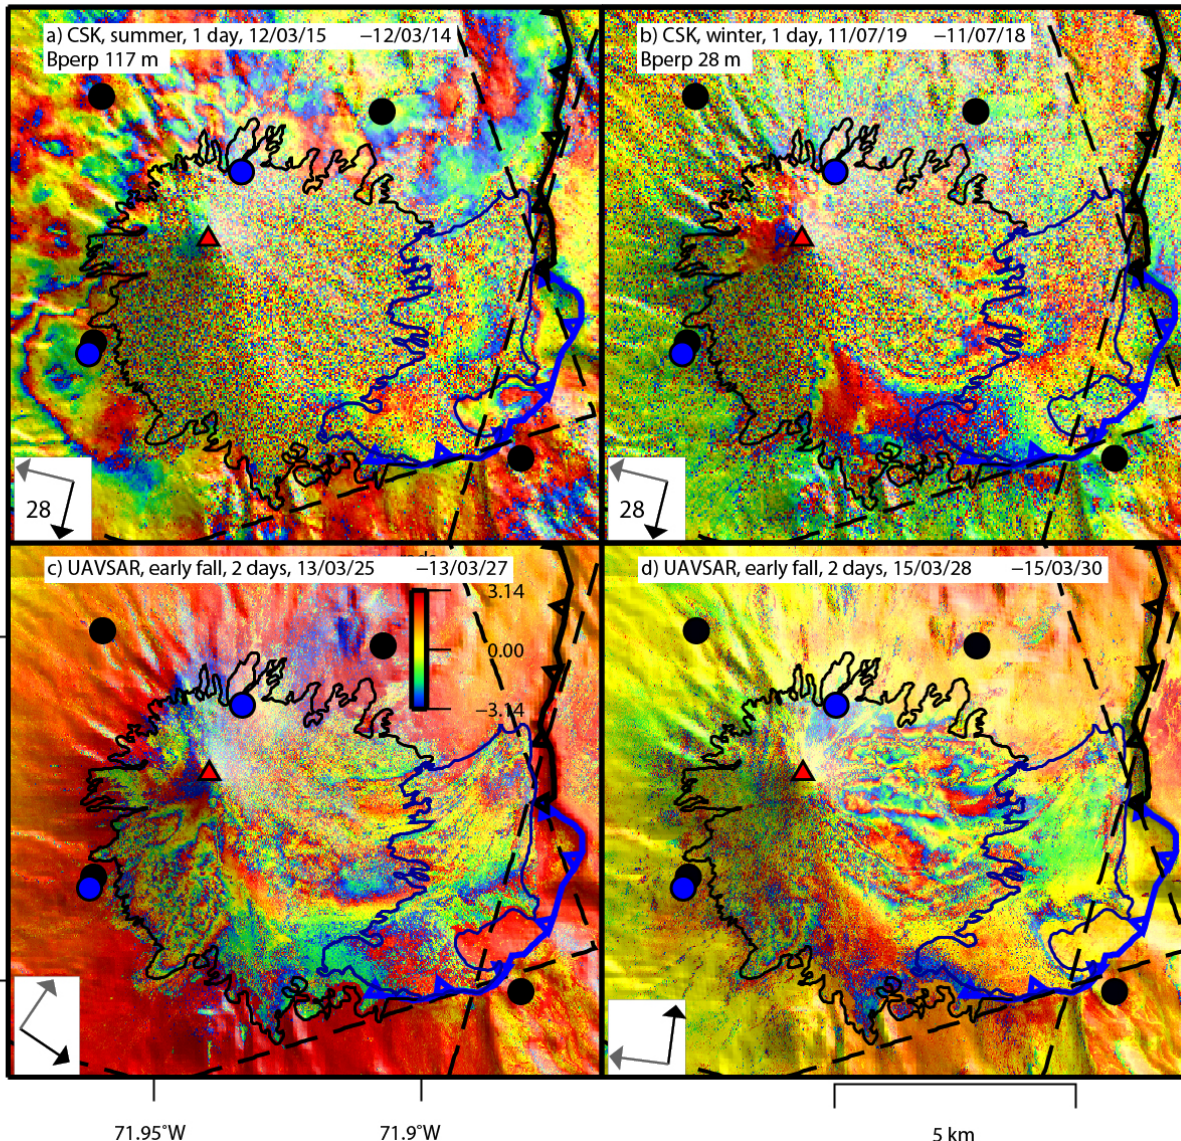 a) CSK, summer, 1 day, 12/03/15 −12/03/14
Bperp 117 m
b) CSK, winter, 1 day, 11/07/19 −11/07/18
Bperp 28 m
28
28
c) UAVSAR, early fall, 2 days, 13/03/25 −13/03/27
3.14
0.00
−3.14
d) UAVSAR, early fall, 2 days, 15/03/28 −15/03/30
71.95°W
71.9°W
5 km